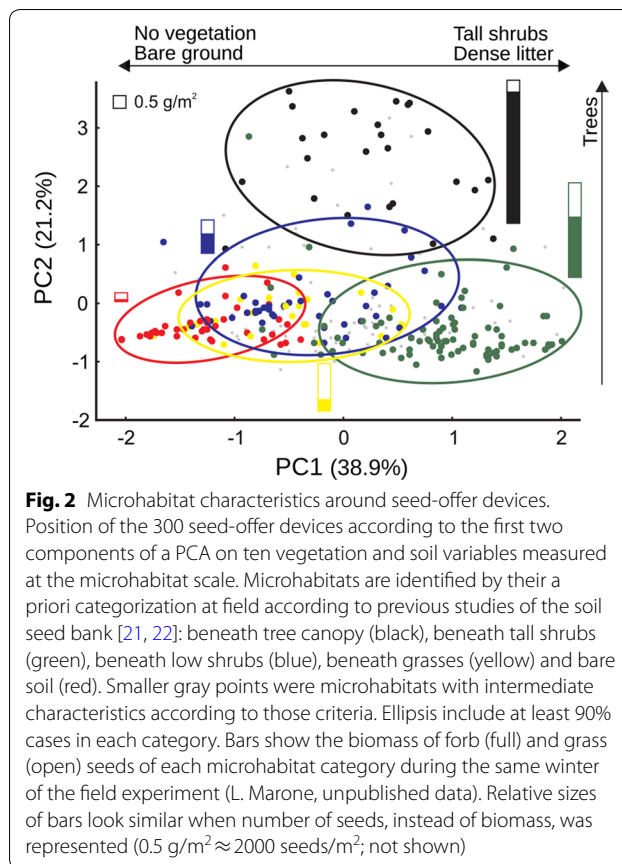 No vegetation
Bare ground
Tall shrubs
Dense litter
0.5 g/m²
Trees
PC2 (21.2%)
3
2
1
0
-1
-2
-2
-1
0
1
2
PC1 (38.9%)
Fig. 2 Microhabitat characteristics around seed-offer devices.
Position of the 300 seed-offer devices according to the first two
components of a PCA on ten vegetation and soil variables measured
at the microhabitat scale. Microhabitats are identified by their a
priori categorization at field according to previous studies of the soil
seed bank [21, 22]: beneath tree canopy (black), beneath tall shrubs
(green), beneath low shrubs (blue), beneath grasses (yellow) and bare
soil (red). Smaller gray points were microhabitats with intermediate
characteristics according to those criteria. Ellipsis include at least 90%
cases in each category. Bars show the biomass of forb (full) and grass
(open) seeds of each microhabitat category during the same winter
of the field experiment (L. Marone, unpublished data). Relative sizes
of bars look similar when number of seeds, instead of biomass, was
represented (0.5 g/m² ≈ 2000 seeds/m²; not shown)